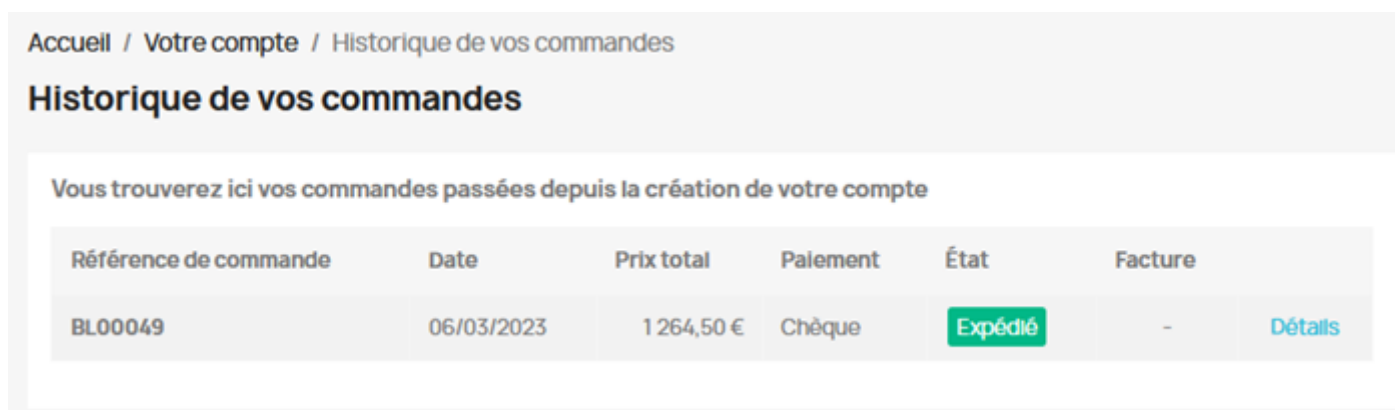 Accueil / Votre compte / Historique de vos commandes
Historique de vos commandes
Vous trouverez ici vos commandes passées depuis la création de votre compte
Référence de commande Date Prix total Paiement État Facture
BL00049 06/03/2023 1 264,50 € Chèque Expédié - Détails